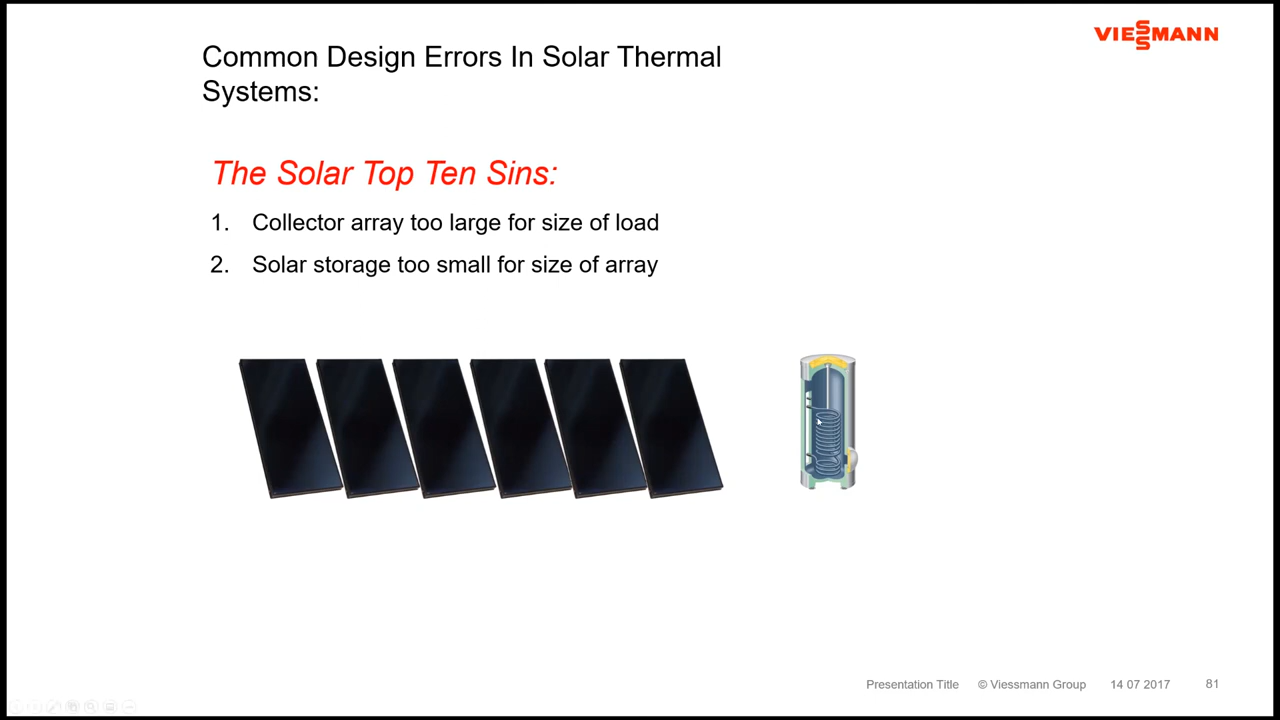 VIESSMANN
Common Design Errors In Solar Thermal
Systems:
The Solar Top Ten Sins:
1. Collector array too large for size of load
2. Solar storage too small for size of array
Presentation Title © Viessmann Group 14 07 2017 81